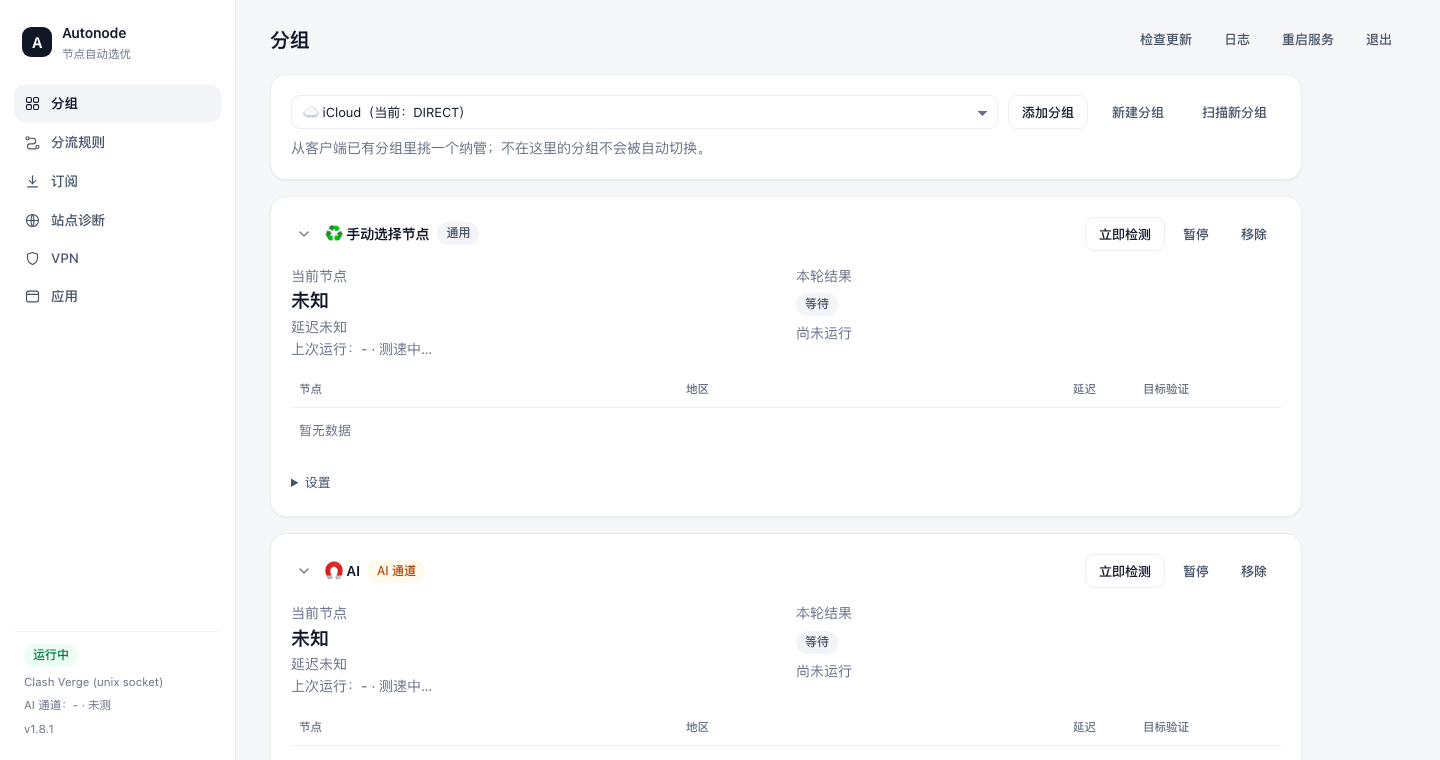 A
Autonode
节点自动选优
分组
分流规则
订阅
站点诊断
VPN
应用
运行中
Clash Verge (unix socket)
AI 通道：- · 未测
v1.8.1
分组
检查更新
日志
重启服务
退出
☁️ iCloud（当前：DIRECT）
添加分组
新建分组
扫描新分组
从客户端已有分组里挑一个纳管；不在这里的分组不会被自动切换。
♻️ 手动选择节点 通用
立即检测
暂停
移除
当前节点
未知
延迟未知
上次运行：- · 测速中…
本轮结果
等待
尚未运行
节点 地区 延迟 目标验证
暂无数据
▶ 设置
🧲 AI AI 通道
立即检测
暂停
移除
当前节点
未知
延迟未知
上次运行：- · 测速中…
本轮结果
等待
尚未运行
节点 地区 延迟 目标验证